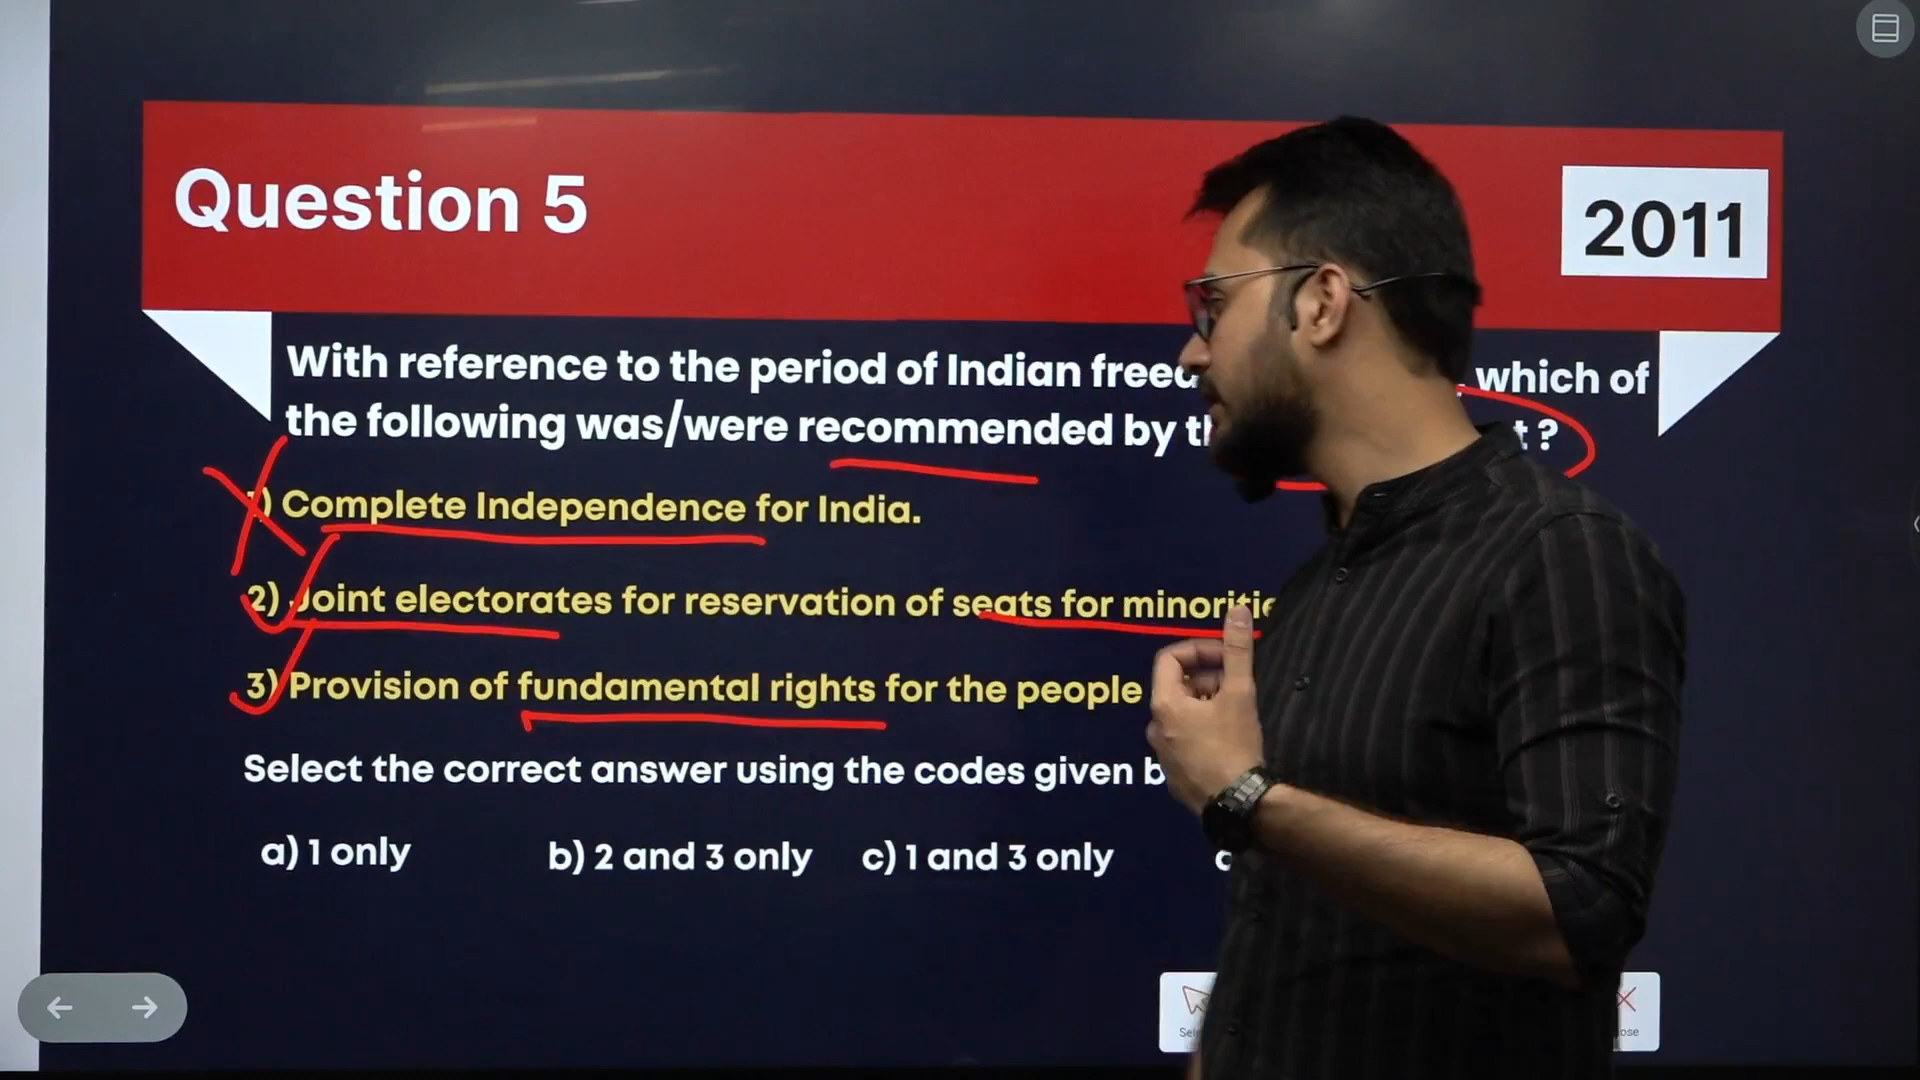 Question 5
2011
With reference to the period of Indian which of
the following was/were recommended by ?
1) Complete Independence for India.
2) Joint electorates for reservation of seats for
3) Provision of fundamental rights for the people
Select the correct answer using the codes given
a) 1 only b) 2 and 3 only c) 1 and 3 only